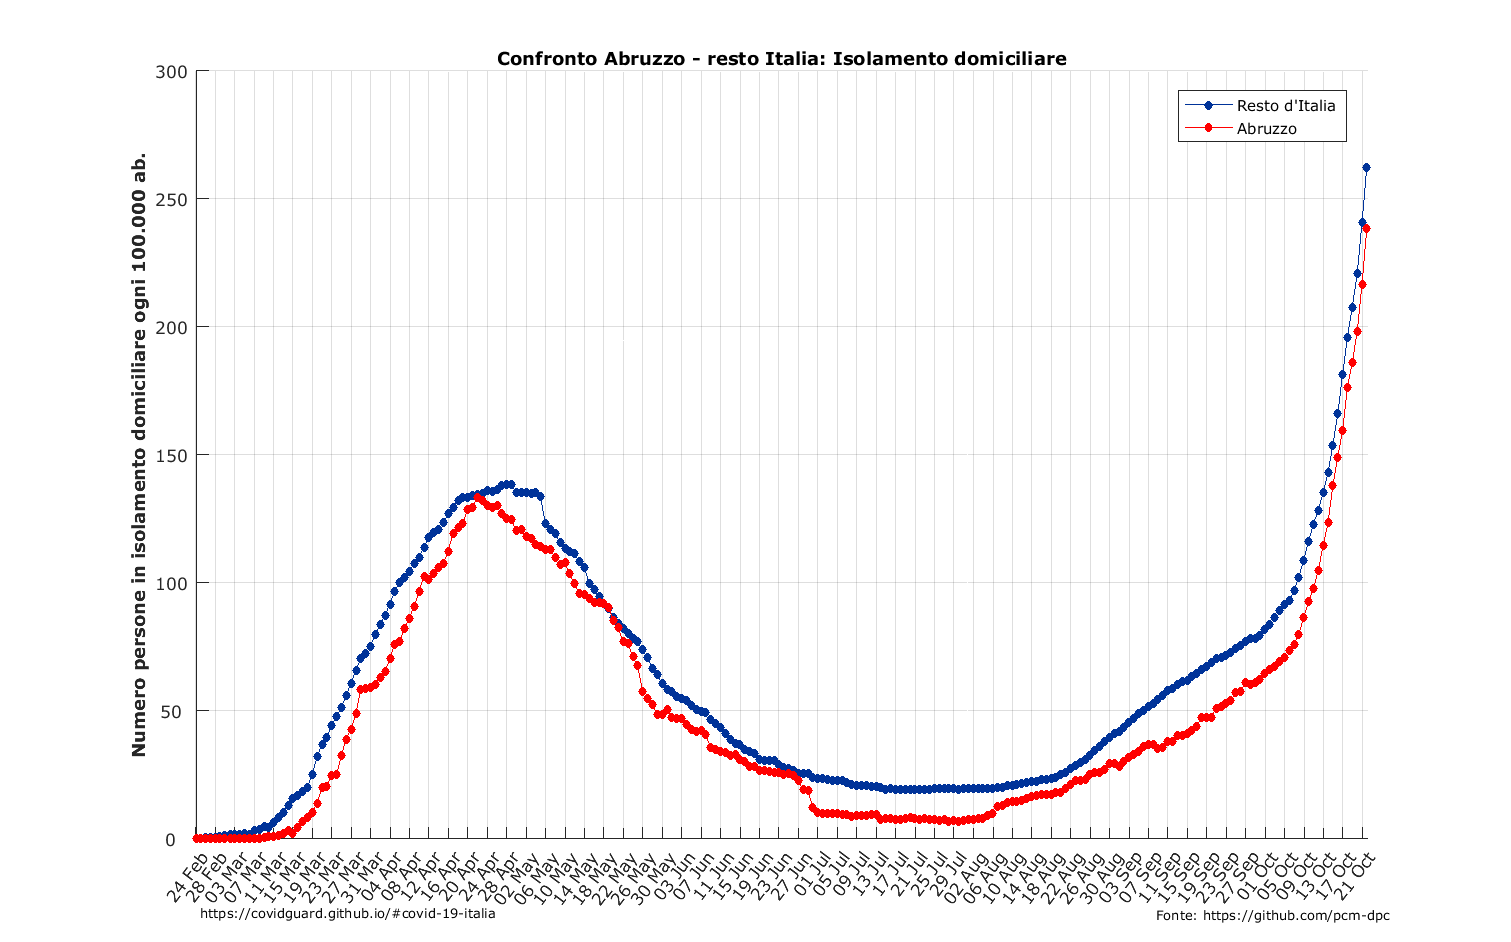 Confronto Abruzzo - resto Italia: Isolamento domiciliare
Numero persone in isolamento domiciliare ogni 100.000 ab.
300
250
200
150
100
50
0
Resto d'Italia
Abruzzo
24 Feb
28 Feb
03 Mar
07 Mar
11 Mar
15 Mar
19 Mar
23 Mar
27 Mar
31 Mar
04 Apr
08 Apr
12 Apr
16 Apr
20 Apr
24 Apr
28 Apr
02 May
06 May
10 May
14 May
18 May
22 May
26 May
30 May
03 Jun
07 Jun
11 Jun
15 Jun
19 Jun
23 Jun
27 Jun
01 Jul
05 Jul
09 Jul
13 Jul
17 Jul
21 Jul
25 Jul
29 Jul
02 Aug
06 Aug
10 Aug
14 Aug
18 Aug
22 Aug
26 Aug
30 Aug
03 Sep
07 Sep
11 Sep
15 Sep
19 Sep
23 Sep
27 Sep
01 Oct
05 Oct
09 Oct
13 Oct
17 Oct
21 Oct
https://covidguard.github.io/#covid-19-italia
Fonte: https://github.com/pcm-dpc